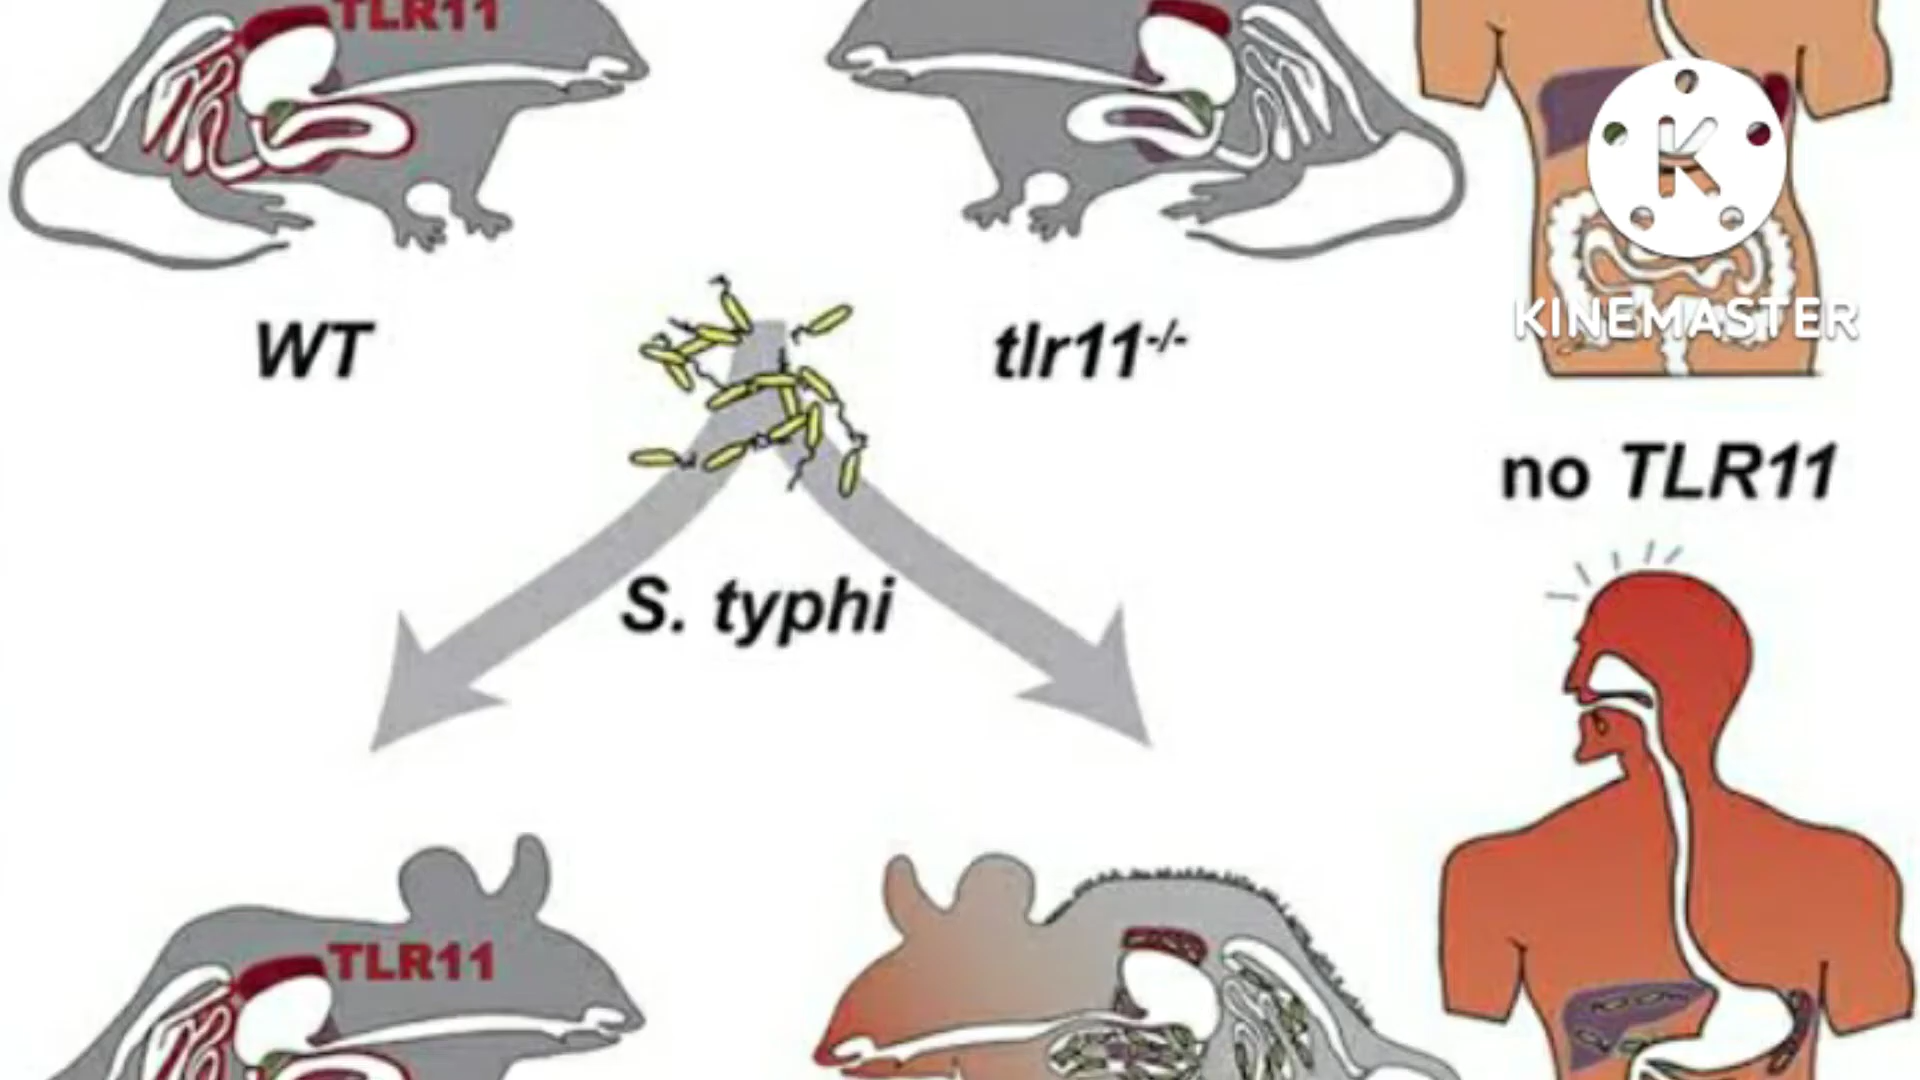 TLR11
WT
tlr11-/-
K
KINEMASTER
no TLR11
S. typhi
TLR11